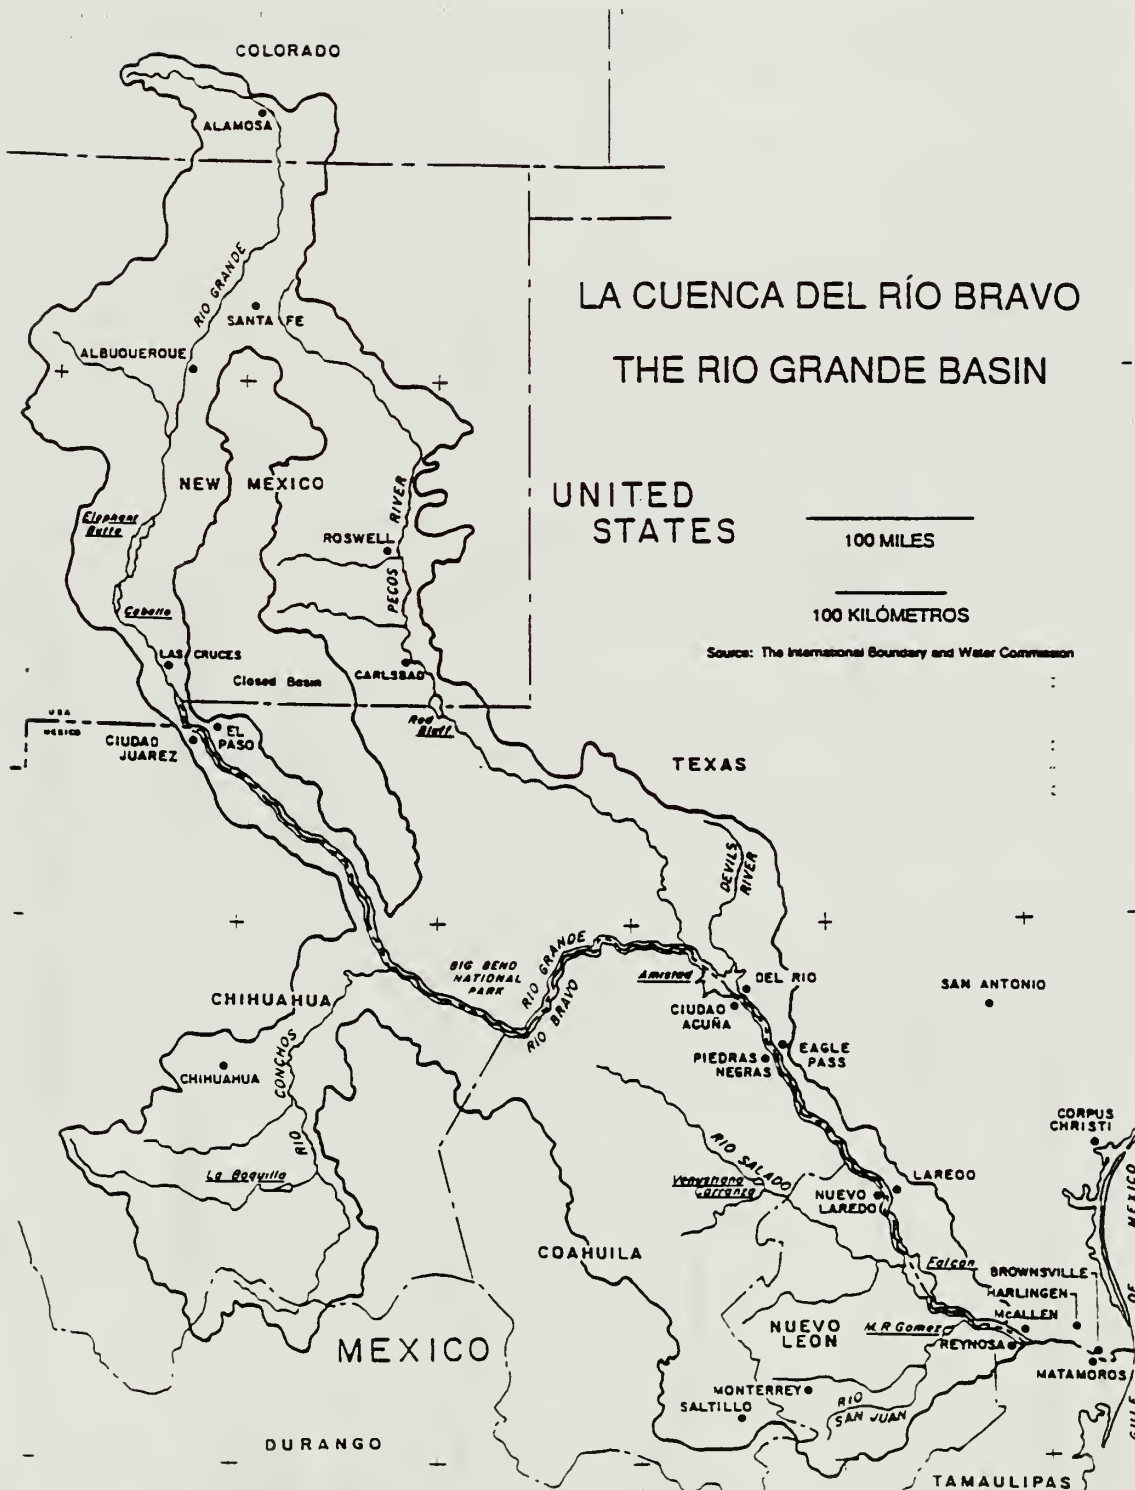 COLORADO
ALAMOSA
RIO GRANDE
SANTA FE
LA CUENCA DEL RÍO BRAVO
THE RIO GRANDE BASIN
ALBUQUERQUE
NEW MEXICO
UNITED
STATES
Elephant
Butte
RIVER
PECOS
ROSWELL
100 MILES
100 KILÓMETROS
Caballo
LAS CRUCES
Closed Basin
CARLSBAD
Source: The International Boundary and Water Commission
USA
MEXICO
CIUDAD
JUAREZ
EL
PASO
Red
Bluff
TEXAS
DEVILS
RIVER
BIG BEND
NATIONAL
PARK
RIO GRANDE
RIO BRAVO
Amistad
DEL RIO
SAN ANTONIO
CIUDAD
ACUÑA
CHIHUAHUA
EAGLE
PASS
PIEDRAS
NEGRAS
CHIHUAHUA
RIO CONCHOS
CORPUS
CHRISTI
RIO SALADO
La Boquilla
Venustiano
Carranza
NUEVO
LAREDO
LAREDO
COAHUILA
Falcon
BROWNSVILLE
HARLINGEN
McALLEN
NUEVO
LEON
M.R.Gomez
REYNOSA
MEXICO
MATAMOROS
MONTERREY
SALTILLO
RIO
SAN JUAN
GULF OF MEXICO
DURANGO
TAMAULIPAS